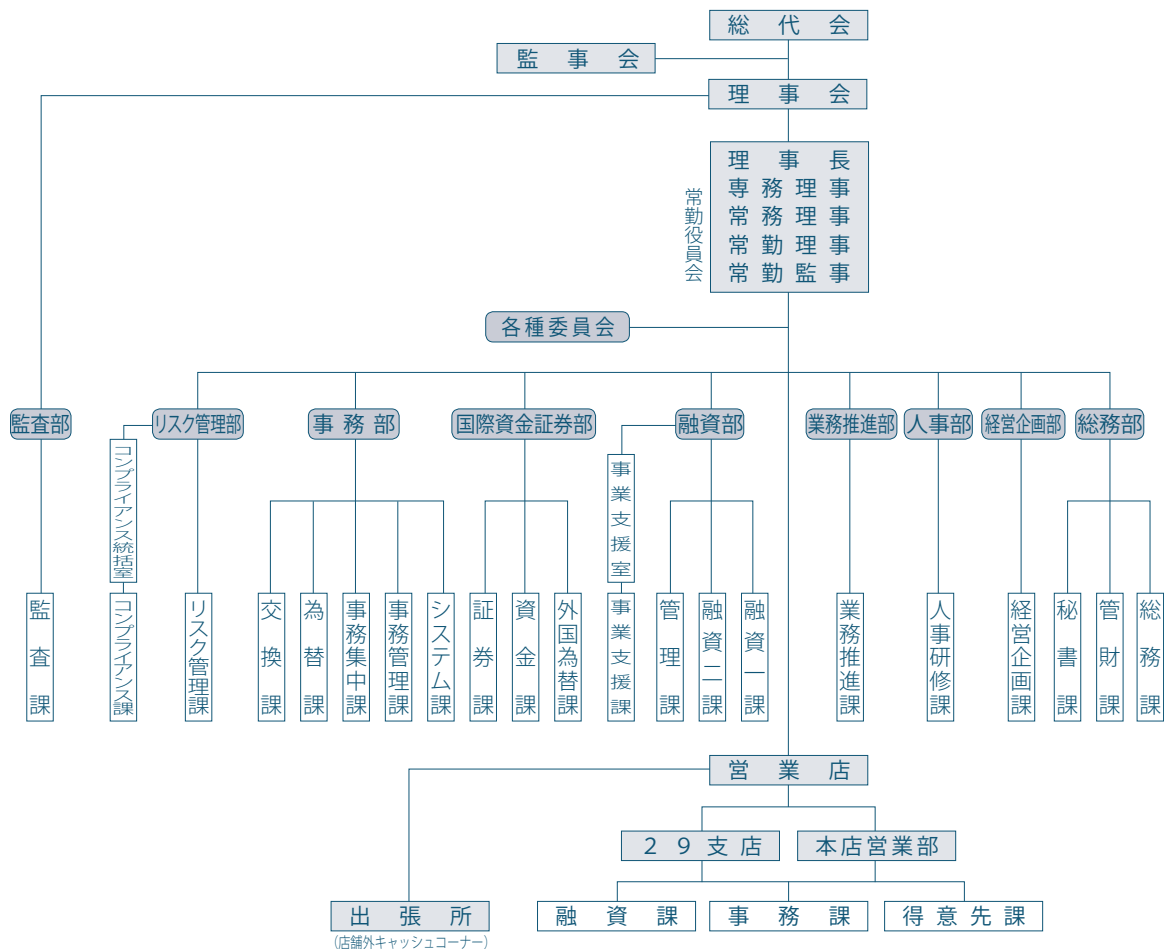 総代会
監事会
理事会
理事長
専務理事
常務理事
常勤理事
常勤監事
常勤役員会
各種委員会
監査部
リスク管理部
事務部
国際資金証券部
融資部
業務推進部
人事部
経営企画部
総務部
コンプライアンス統括室
事業支援室
監査課
コンプライアンス課
リスク管理課
交換課
為替課
事務集中課
事務管理課
システム課
証券課
資金課
外国為替課
事業支援課
管理課
融資二課
融資一課
業務推進課
人事研修課
経営企画課
秘書課
管財課
総務課
営業店
29支店
本店営業部
出張所
(店舗外キャッシュコーナー)
融資課
事務課
得意先課